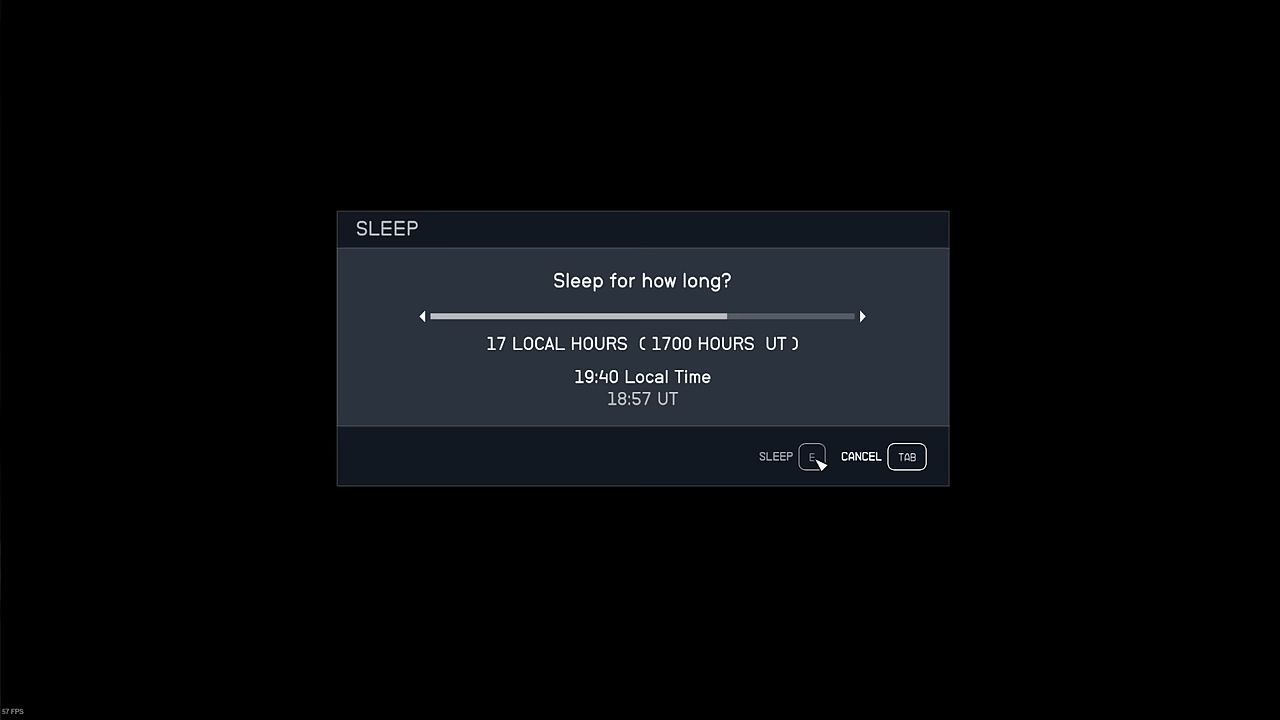 SLEEP
Sleep for how long?
17 LOCAL HOURS ( 1700 HOURS UT )
19:40 Local Time
18:57 UT
SLEEP E CANCEL TAB
57 FPS